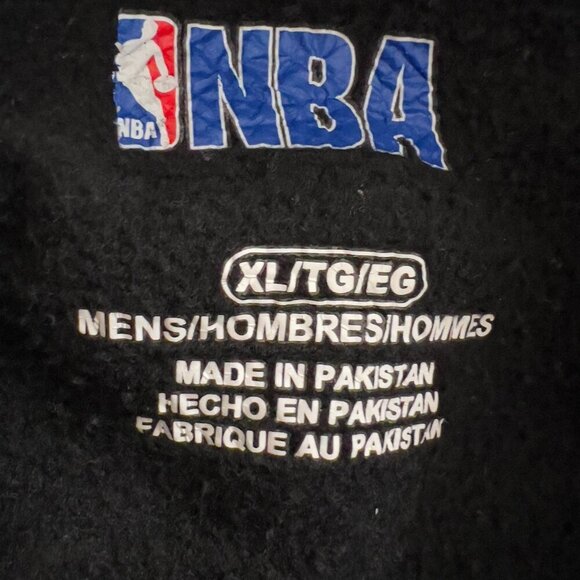 NBA NBA
XL/TG/EG
MENS/HOMBRES/HOMMES
MADE IN PAKISTAN
HECHO EN PAKISTAN
FABRIQUE AU PAKISTAN